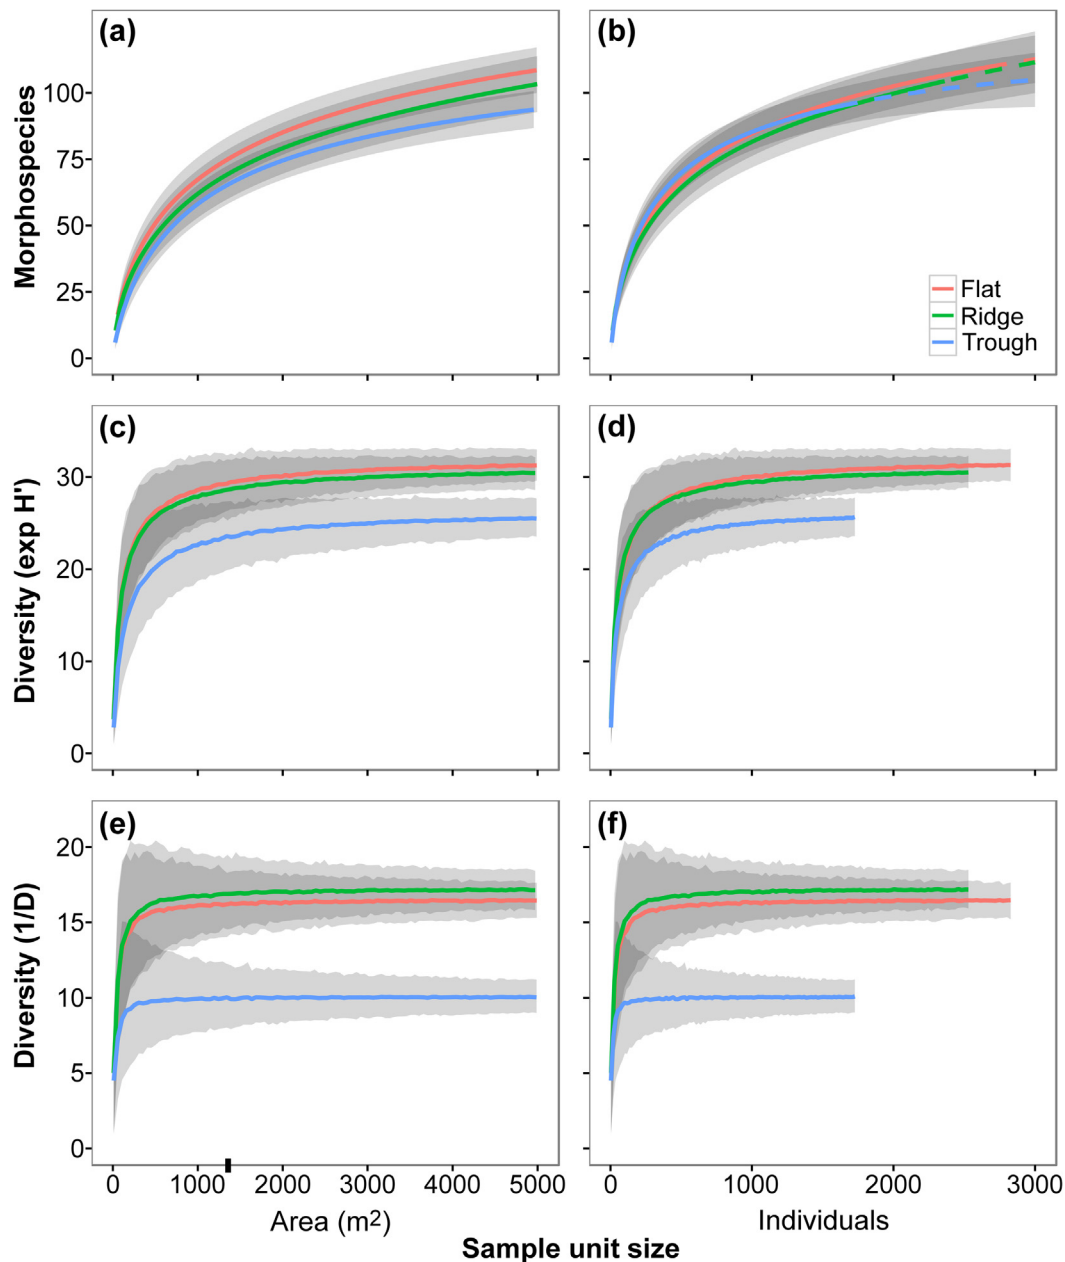 (a)
(b)
Morphospecies
100
75
50
25
0
Flat
Ridge
Trough
(c)
(d)
Diversity (exp H')
30
20
10
0
(e)
(f)
Diversity (1/D)
20
15
10
5
0
0 1000 2000 3000 4000 5000
0 1000 2000 3000
Area (m2)
Individuals
Sample unit size